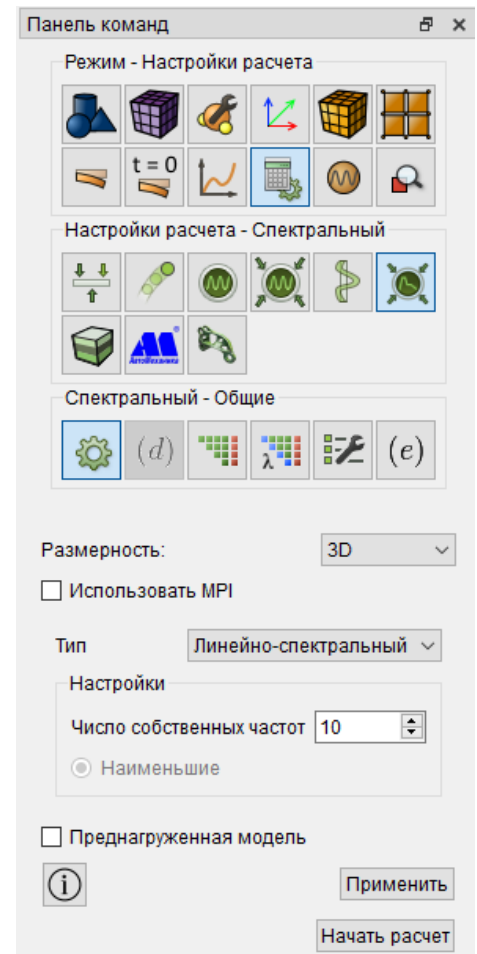 Панель команд
Режим - Настройки расчета
t = 0
Настройки расчета - Спектральный
АвтоМеханика
Спектральный - Общие
(d) λ (e)
Размерность: 3D
Использовать MPI
Тип Линейно-спектральный
Настройки
Число собственных частот 10
Наименьшие
Преднагруженная модель
Применить
Начать расчет